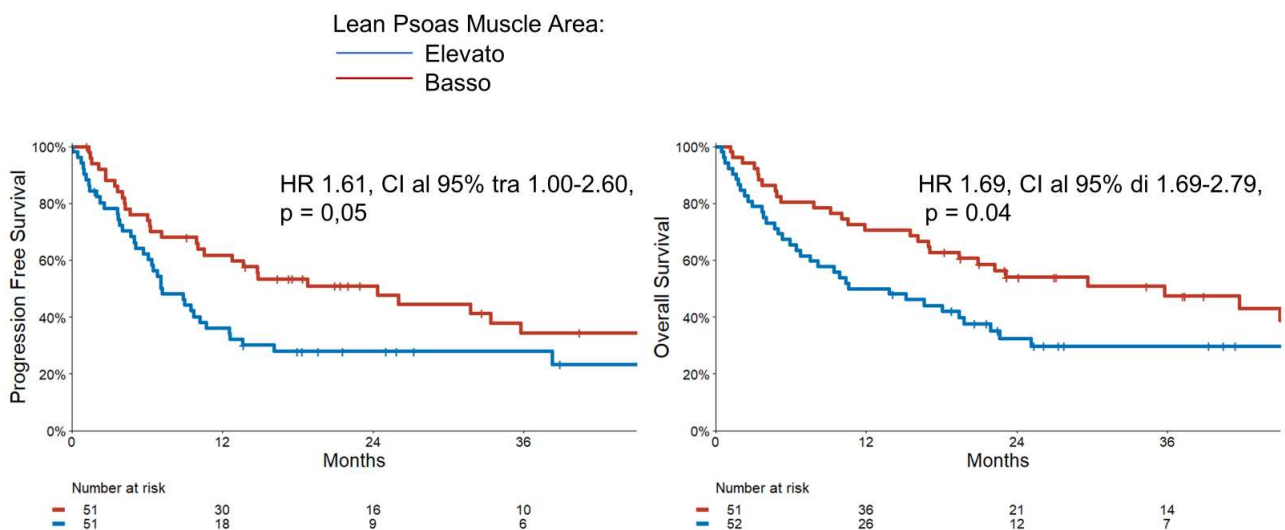 Lean Psoas Muscle Area:
Elevato
Basso
Progression Free Survival
100%
80%
60%
40%
20%
0%
HR 1.61, CI al 95% tra 1.00-2.60,
p = 0,05
0 12 24 36
Months
Number at risk
51 30 16 10
51 18 9 6
Overall Survival
100%
80%
60%
40%
20%
0%
HR 1.69, CI al 95% di 1.69-2.79,
p = 0.04
0 12 24 36
Months
Number at risk
51 36 21 14
52 26 12 7